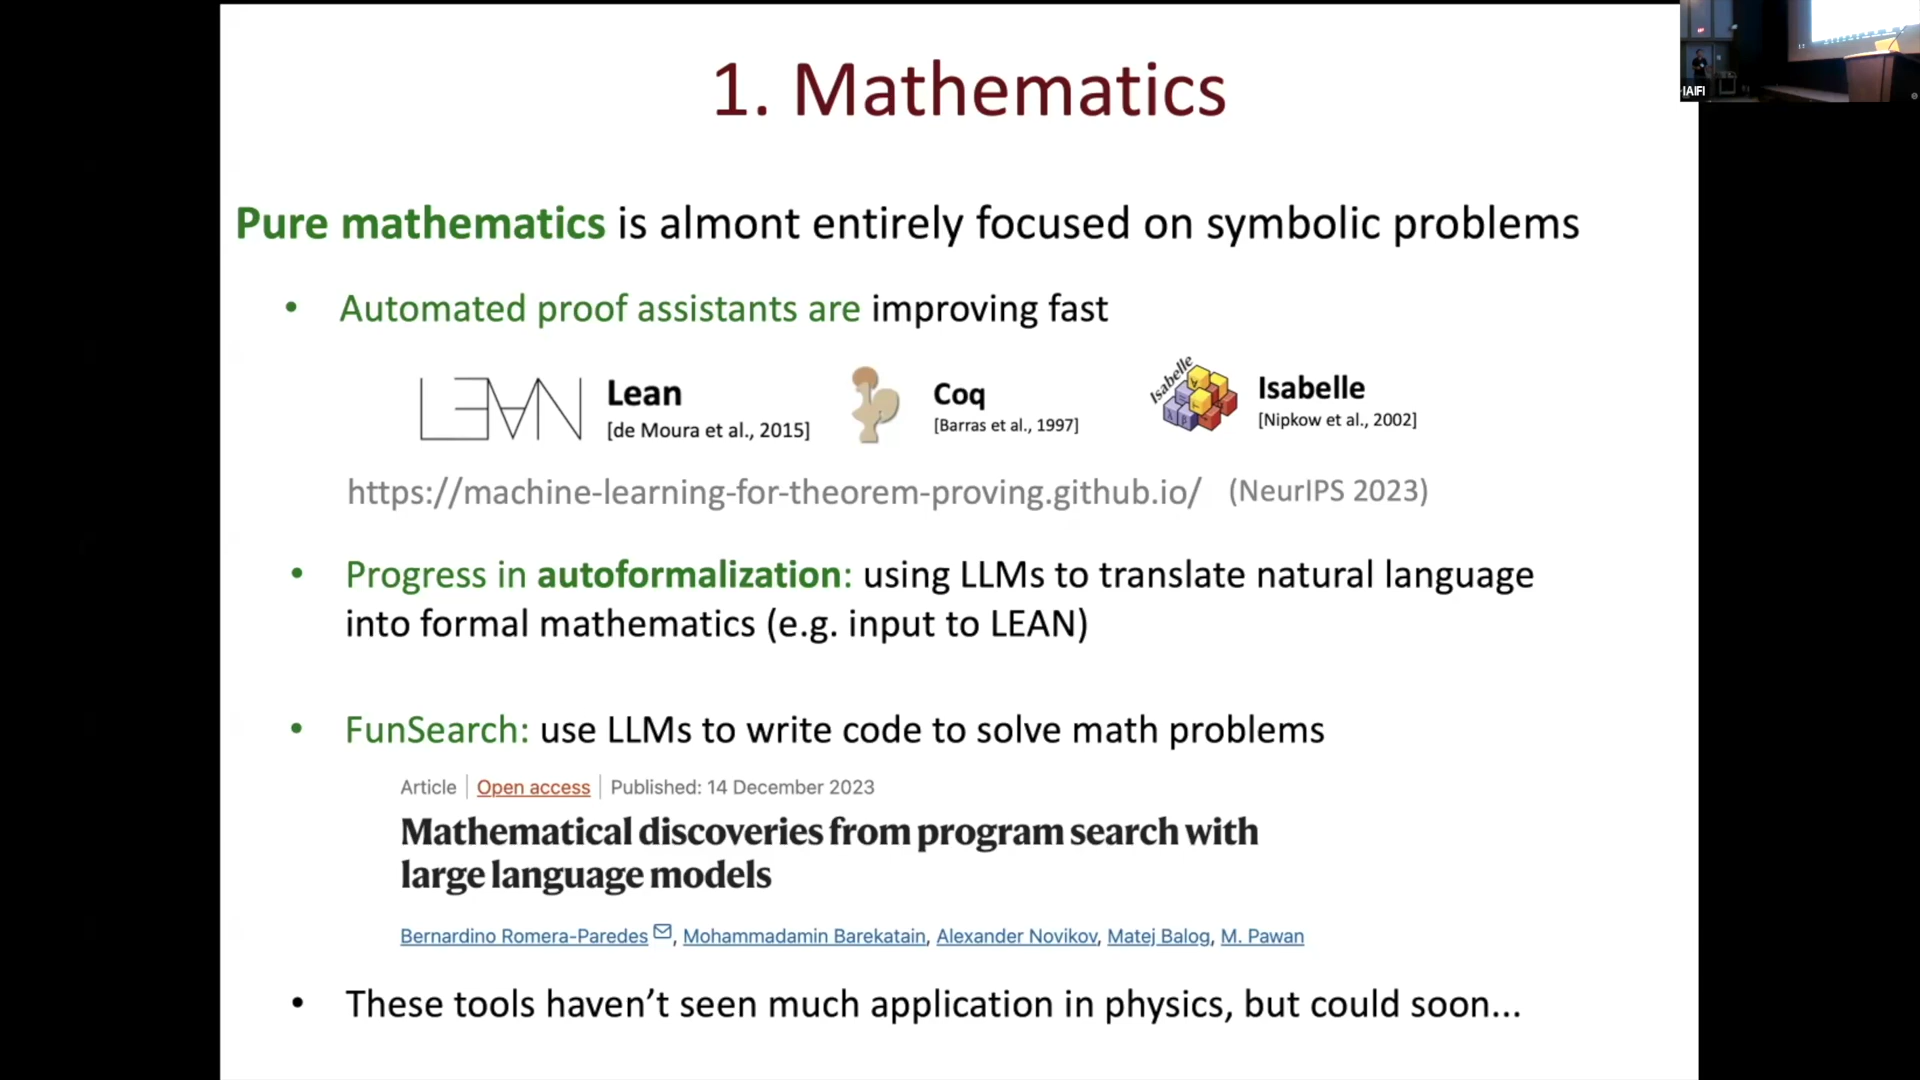 1. Mathematics
IAIFI
Pure mathematics is almont entirely focused on symbolic problems
• Automated proof assistants are improving fast
LEAN Lean
[de Moura et al., 2015]
Coq
[Barras et al., 1997]
Isabelle
Isabelle
[Nipkow et al., 2002]
https://machine-learning-for-theorem-proving.github.io/ (NeurIPS 2023)
• Progress in autoformalization: using LLMs to translate natural language
into formal mathematics (e.g. input to LEAN)
• FunSearch: use LLMs to write code to solve math problems
Article | Open access | Published: 14 December 2023
Mathematical discoveries from program search with
large language models
Bernardino Romera-Paredes, Mohammadamin Barekatain, Alexander Novikov, Matej Balog, M. Pawan
• These tools haven't seen much application in physics, but could soon...